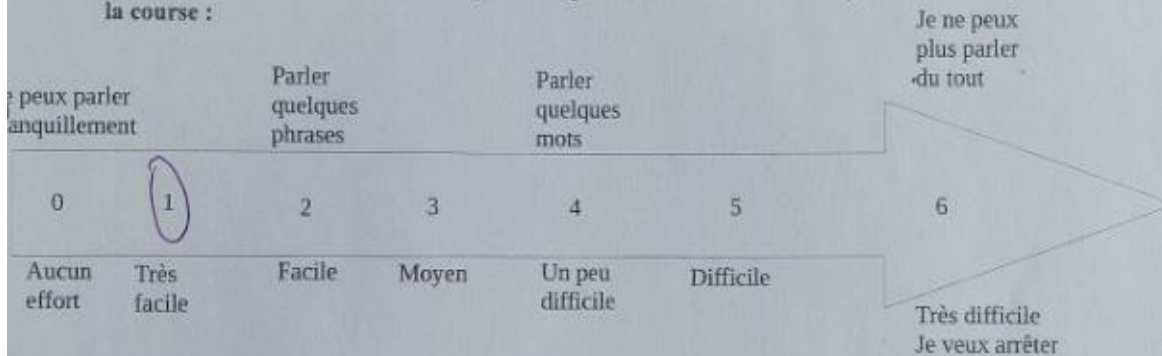 la course :
Je ne peux
plus parler
du tout
Parler
quelques
phrases
Parler
quelques
mots
peux parler
anquillement
0 1 2 3 4 5 6
Aucun
effort
Très
facile
Facile
Moyen
Un peu
difficile
Difficile
Très difficile
Je veux arrêter